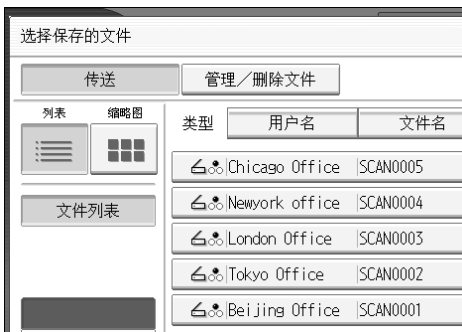 选择保存的文件
传送 管理／删除文件
列表 缩略图
类型 用户名 文件名
文件列表
Chicago Office SCAN0005
Newyork office SCAN0004
London Office SCAN0003
Tokyo Office SCAN0002
Beijing Office SCAN0001